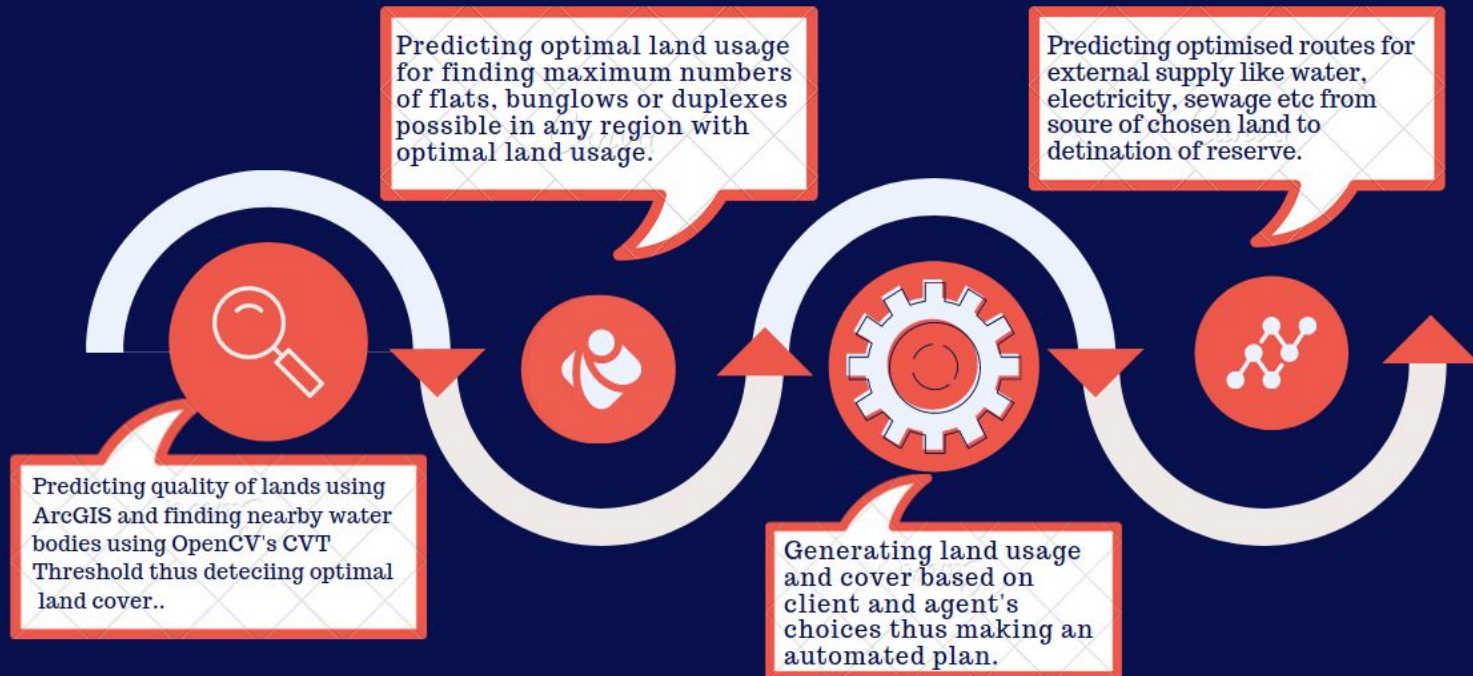 Predicting quality of lands using
ArcGIS and finding nearby water
bodies using OpenCV's CVT
Threshold thus deteciing optimal
land cover..
Predicting optimal land usage
for finding maximum numbers
of flats, bunglows or duplexes
possible in any region with
optimal land usage.
Generating land usage
and cover based on
client and agent's
choices thus making an
automated plan.
Predicting optimised routes for
external supply like water,
electricity, sewage etc from
soure of chosen land to
detination of reserve.